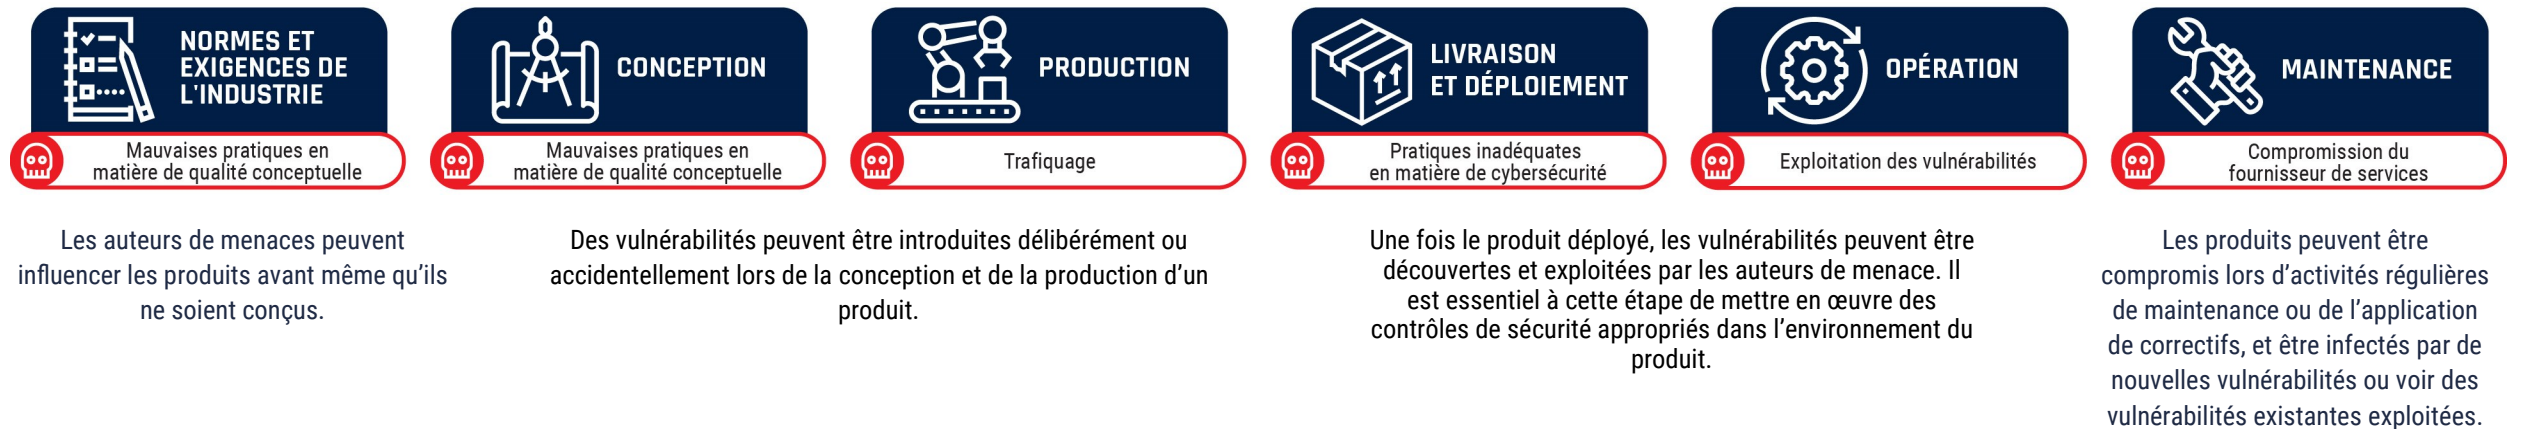 NORMES ET
EXIGENCES DE
L'INDUSTRIE
Mauvaises pratiques en
matière de qualité conceptuelle
CONCEPTION
Mauvaises pratiques en
matière de qualité conceptuelle
PRODUCTION
Trafiquage
LIVRAISON
ET DÉPLOIEMENT
Pratiques inadéquates
en matière de cybersécurité
OPÉRATION
Exploitation des vulnérabilités
MAINTENANCE
Compromission du
fournisseur de services
Les auteurs de menaces peuvent
influencer les produits avant même qu’ils
ne soient conçus.
Des vulnérabilités peuvent être introduites délibérément ou
accidentellement lors de la conception et de la production d’un
produit.
Une fois le produit déployé, les vulnérabilités peuvent être
découvertes et exploitées par les auteurs de menace. Il
est essentiel à cette étape de mettre en œuvre des
contrôles de sécurité appropriés dans l’environnement du
produit.
Les produits peuvent être
compromis lors d’activités régulières
de maintenance ou de l’application
de correctifs, et être infectés par de
nouvelles vulnérabilités ou voir des
vulnérabilités existantes exploitées.